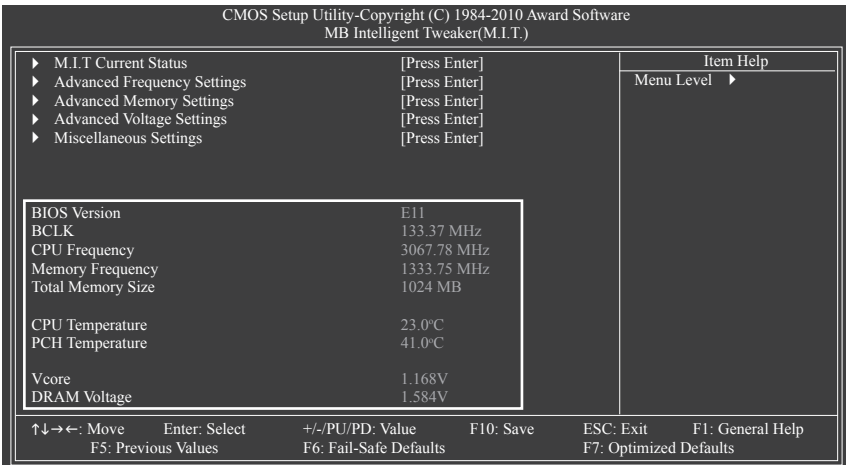 CMOS Setup Utility-Copyright (C) 1984-2010 Award Software
MB Intelligent Tweaker(M.I.T.)
▶ M.I.T Current Status [Press Enter]
▶ Advanced Frequency Settings [Press Enter]
▶ Advanced Memory Settings [Press Enter]
▶ Advanced Voltage Settings [Press Enter]
▶ Miscellaneous Settings [Press Enter]
Item Help
Menu Level ▶
BIOS Version E11
BCLK 133.37 MHz
CPU Frequency 3067.78 MHz
Memory Frequency 1333.75 MHz
Total Memory Size 1024 MB
CPU Temperature 23.0°C
PCH Temperature 41.0°C
Vcore 1.168V
DRAM Voltage 1.584V
↑↓→←: Move Enter: Select +/-/PU/PD: Value F10: Save ESC: Exit F1: General Help
F5: Previous Values F6: Fail-Safe Defaults F7: Optimized Defaults